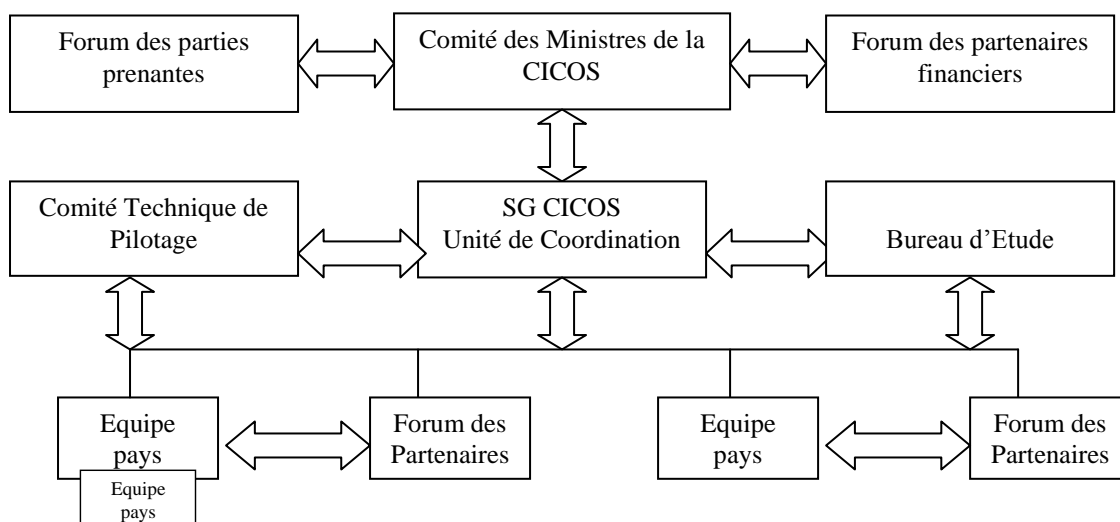 Forum des parties
prenantes
Comité des Ministres de la
CICOS
Forum des partenaires
financiers
Comité Technique de
Pilotage
SG CICOS
Unité de Coordination
Bureau d’Etude
Equipe
pays
Forum des
Partenaires
Equipe
pays
Forum des
Partenaires
Equipe
pays